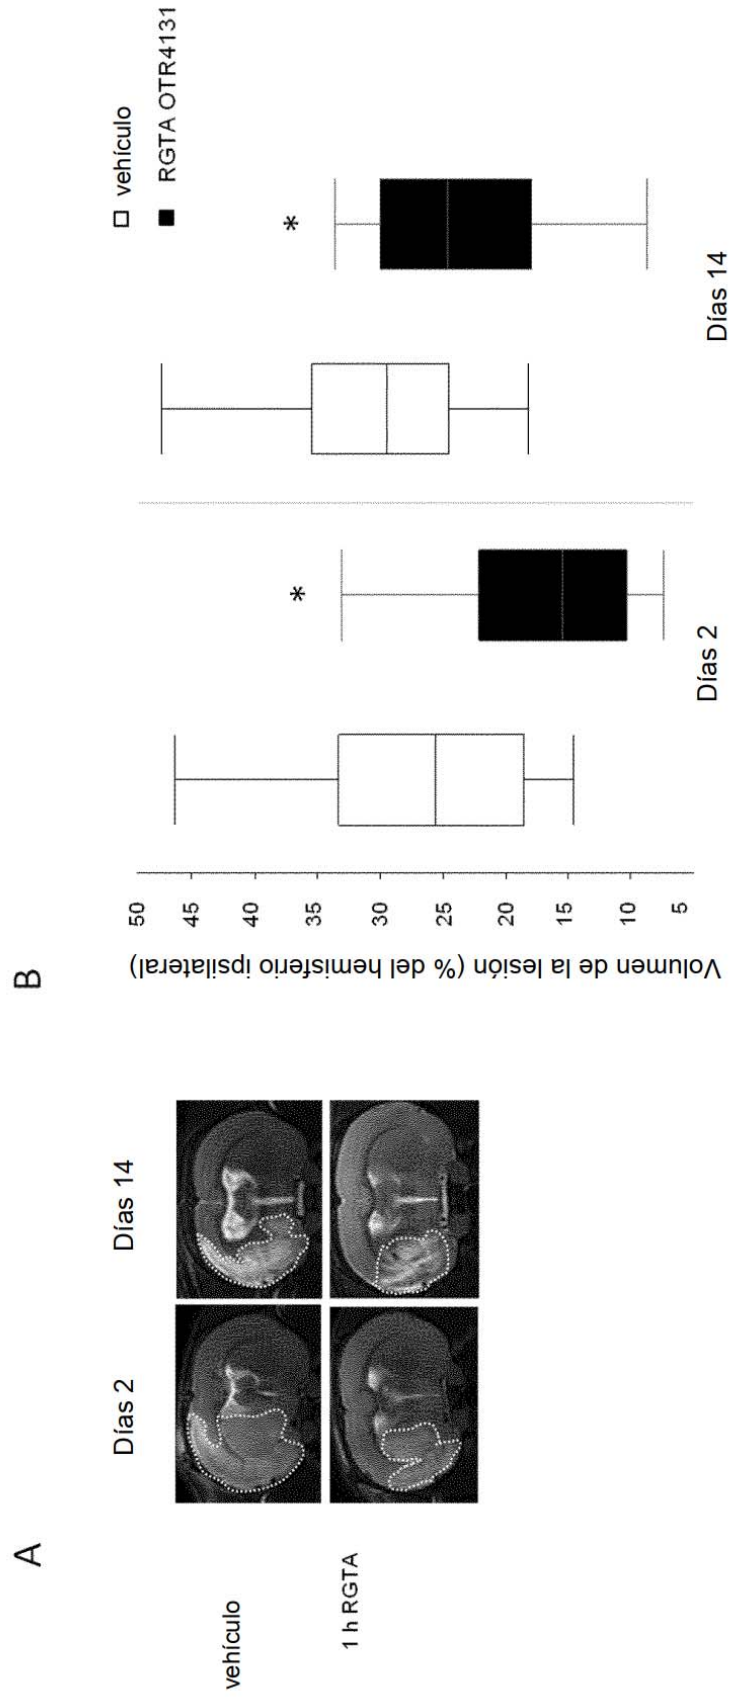 A
Días 2
Días 14
vehículo
1 h RGTA
B
vehículo
RGTA OTR4131
Volumen de la lesión (% del hemisferio ipsilateral)
50
45
40
35
30
25
20
15
10
5
*
*
Días 2
Días 14